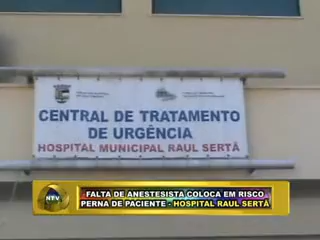 CENTRAL DE TRATAMENTO
DE URGÊNCIA
HOSPITAL MUNICIPAL RAUL SERTÃ
FALTA DE ANESTESISTA COLOCA EM RISCO
PERNA DE PACIENTE - HOSPITAL RAUL SERTÃ
NTV